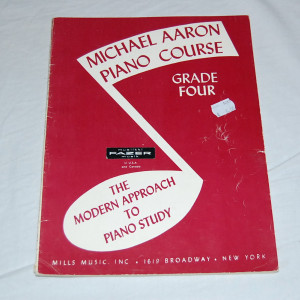 MICHAEL AARON
PIANO COURSE
GRADE
FOUR
FAZER
THE
MODERN APPROACH
TO
PIANO STUDY
MILLS MUSIC, INC. • 1619 BROADWAY • NEW YORK